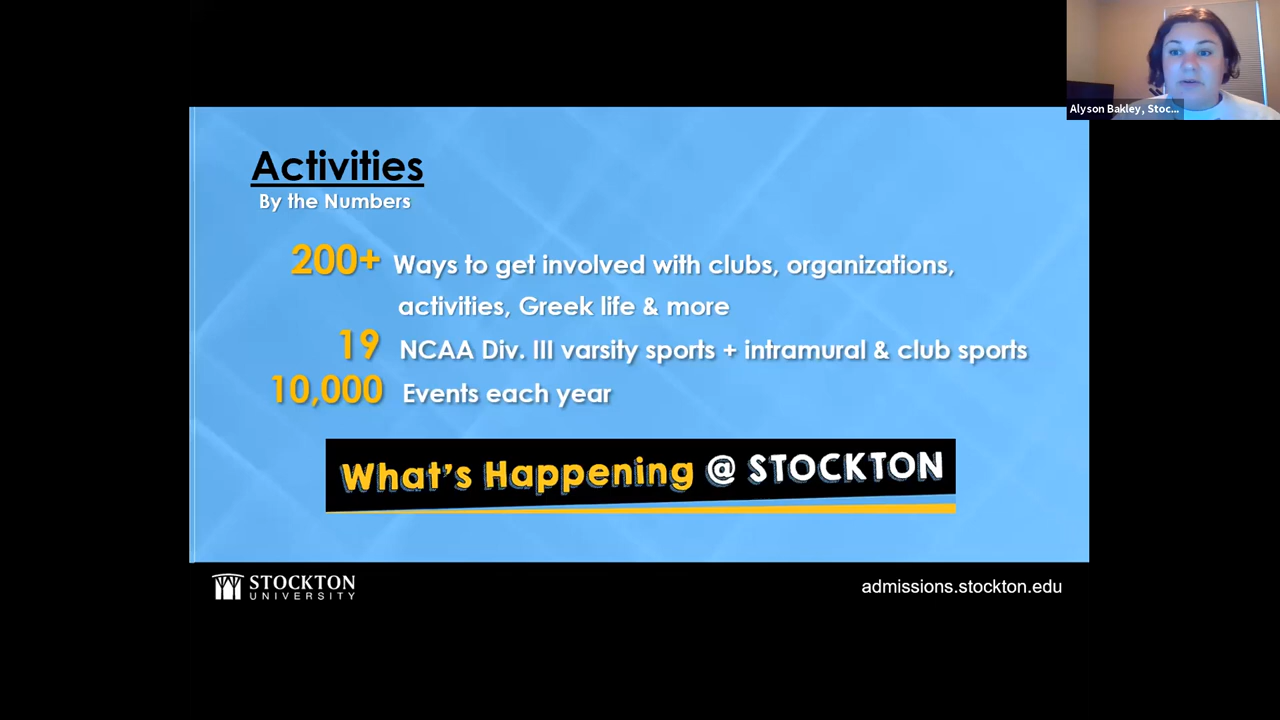 Alyson Bakley, Stoc...
Activities
By the Numbers
200+ Ways to get involved with clubs, organizations,
activities, Greek life & more
19 NCAA Div. III varsity sports + intramural & club sports
10,000 Events each year
What's Happening @ STOCKTON
STOCKTON
UNIVERSITY
admissions.stockton.edu